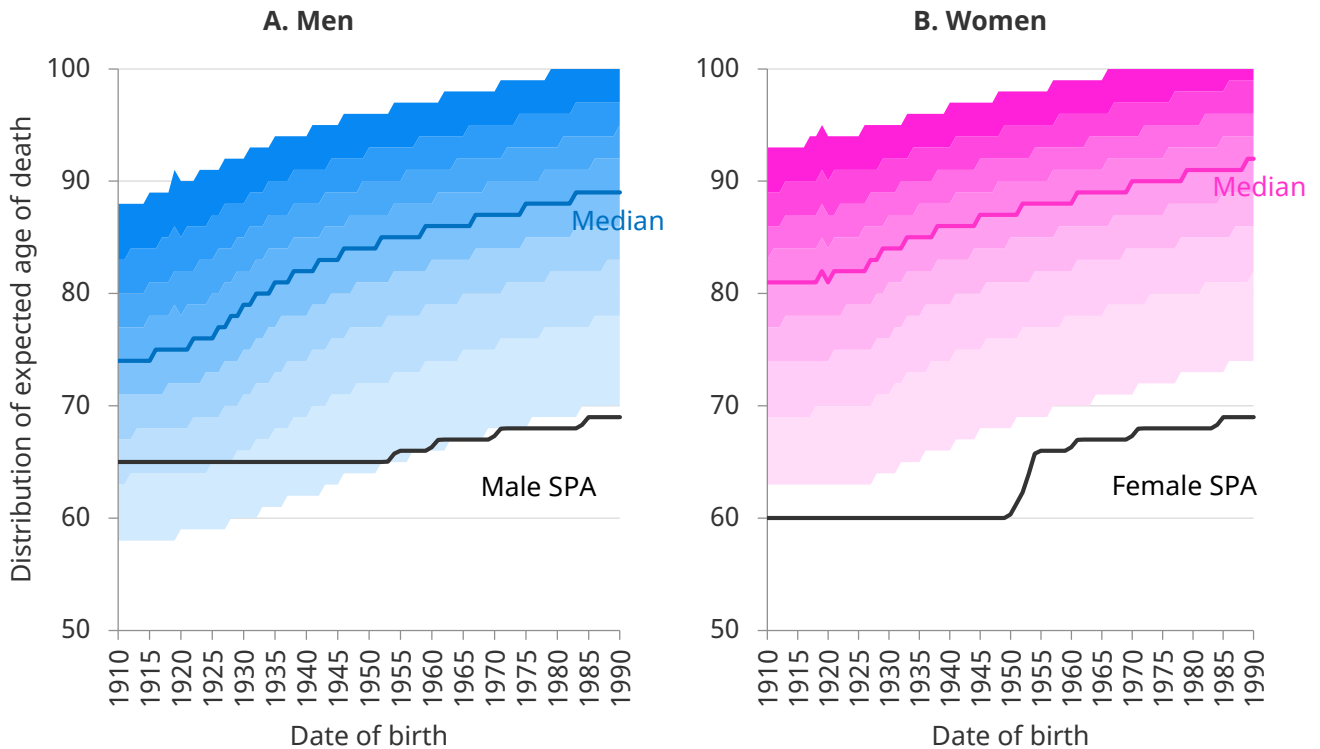 A. Men
Distribution of expected age of death
100
90
80
70
60
50
Median
Male SPA
1910 1915 1920 1925 1930 1935 1940 1945 1950 1955 1960 1965 1970 1975 1980 1985 1990
Date of birth
B. Women
100
90
80
70
60
50
Median
Female SPA
1910 1915 1920 1925 1930 1935 1940 1945 1950 1955 1960 1965 1970 1975 1980 1985 1990
Date of birth